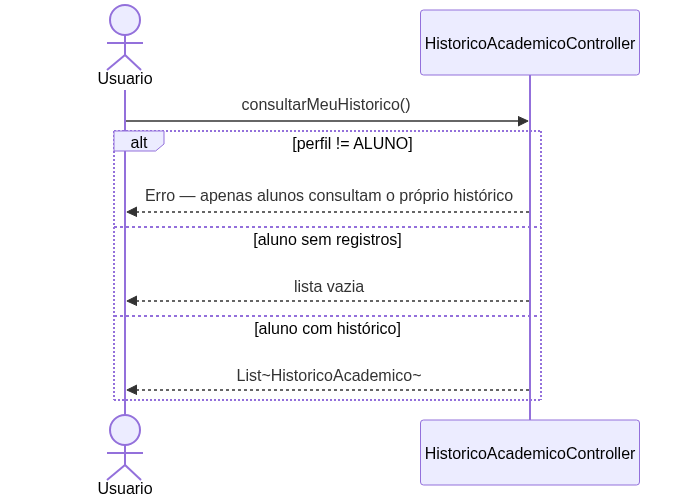 HistoricoAcademicoController
Usuario
consultarMeuHistorico()
alt
[perfil != ALUNO]
Erro — apenas alunos consultam o próprio histórico
[aluno sem registros]
lista vazia
[aluno com histórico]
List~HistoricoAcademico~
HistoricoAcademicoController
Usuario